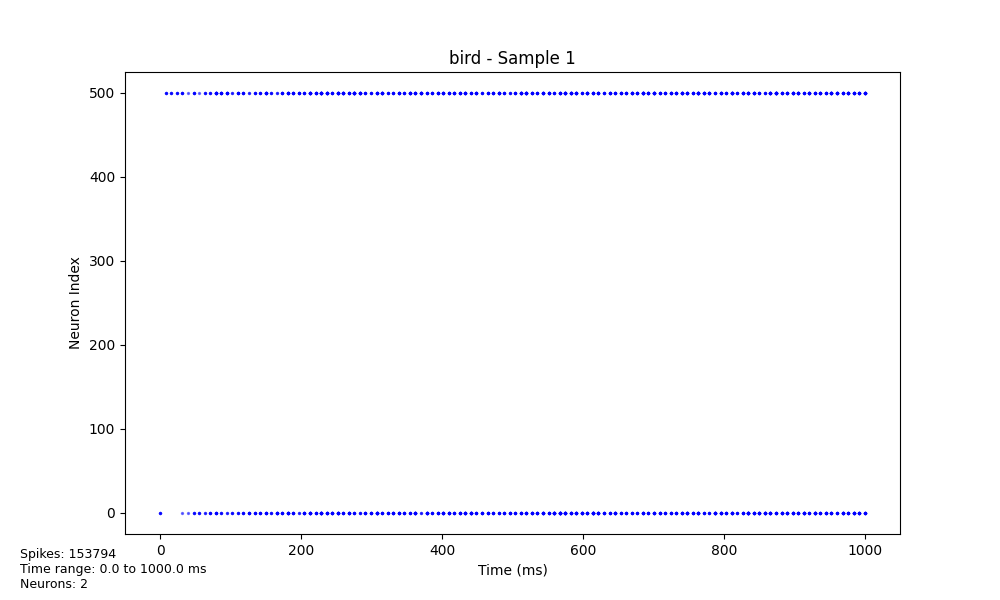 bird - Sample 1
500
400
300
200
100
0
Neuron Index
0 200 400 600 800 1000
Time (ms)
Spikes: 153794
Time range: 0.0 to 1000.0 ms
Neurons: 2